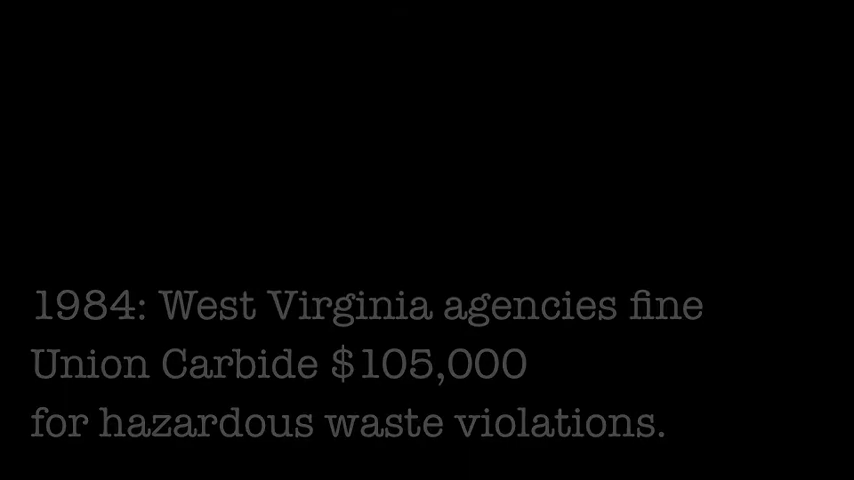 1984: West Virginia agencies fine
Union Carbide $105,000
for hazardous waste violations.